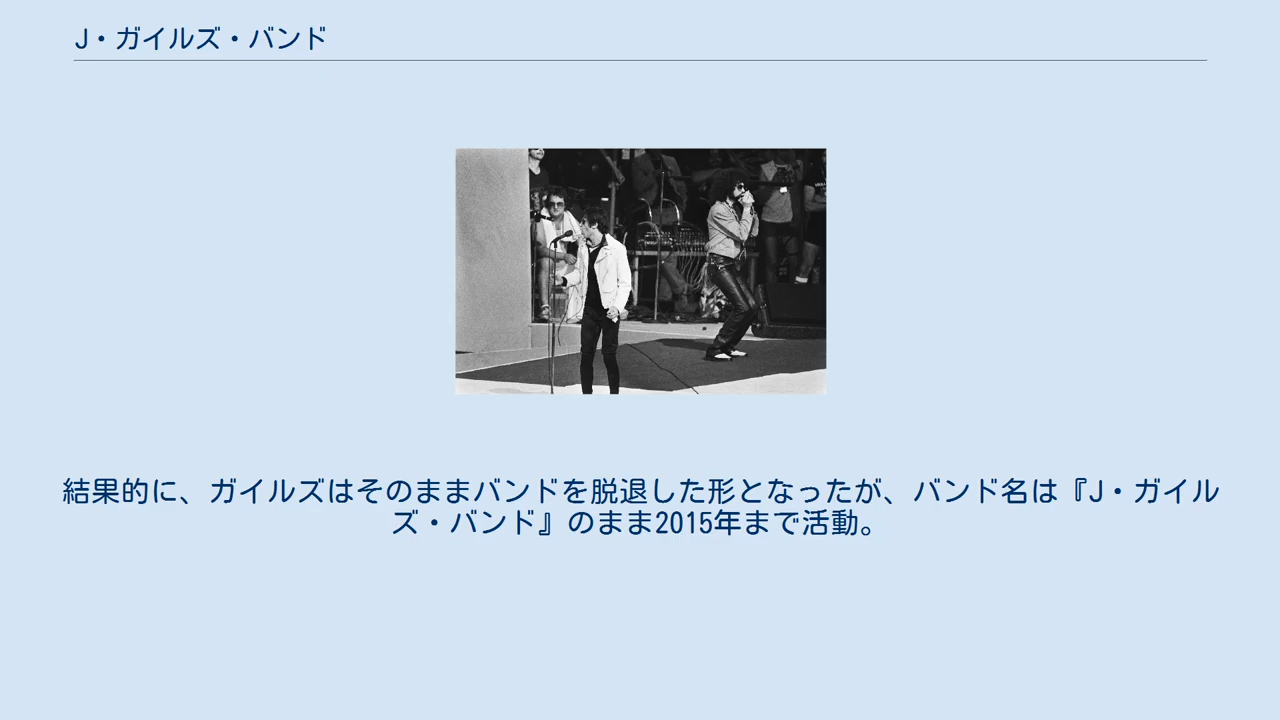 J・ガイルズ・バンド
結果的に、ガイルズはそのままバンドを脱退した形となったが、バンド名は『J・ガイル
ズ・バンド』のまま2015年まで活動。